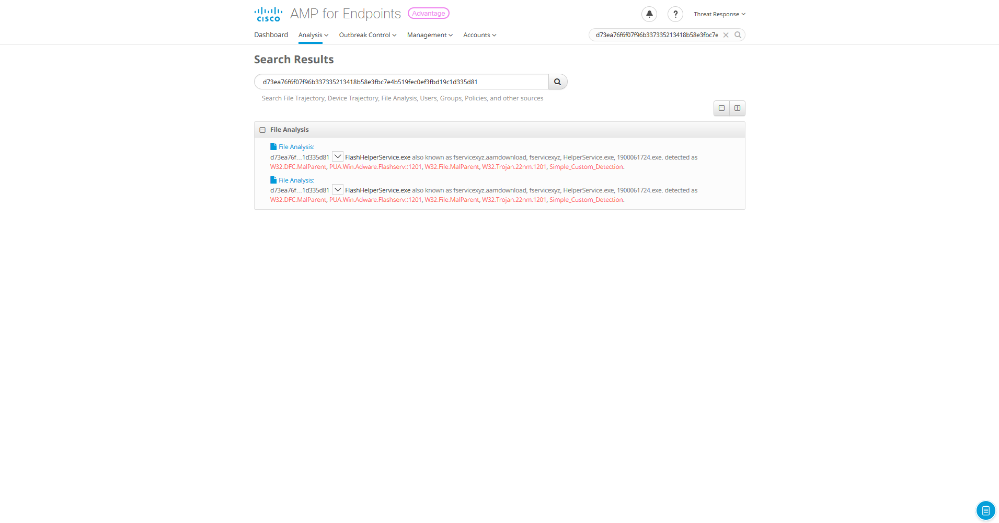 cisco AMP for Endpoints Advantage
? Threat Response
Dashboard Analysis Outbreak Control Management Accounts
d73ea76f6f07f96b337335213418b58e3fbc7e
Search Results
d73ea76f6f07f96b337335213418b58e3fbc7e4b519fec0ef3fbd19c1d335d81
Search File Trajectory, Device Trajectory, File Analysis, Users, Groups, Policies, and other sources
File Analysis
File Analysis:
d73ea76f...1d335d81 FlashHelperService.exe also known as fservicexyz.aamdownload, fservicexyz, HelperService.exe, 1900061724.exe. detected as
W32.DFC.MalParent, PUA.Win.Adware.Flashserv::1201, W32.File.MalParent, W32.Trojan.22nm.1201, Simple_Custom_Detection.
File Analysis:
d73ea76f...1d335d81 FlashHelperService.exe also known as fservicexyz.aamdownload, fservicexyz, HelperService.exe, 1900061724.exe. detected as
W32.DFC.MalParent, PUA.Win.Adware.Flashserv::1201, W32.File.MalParent, W32.Trojan.22nm.1201, Simple_Custom_Detection.